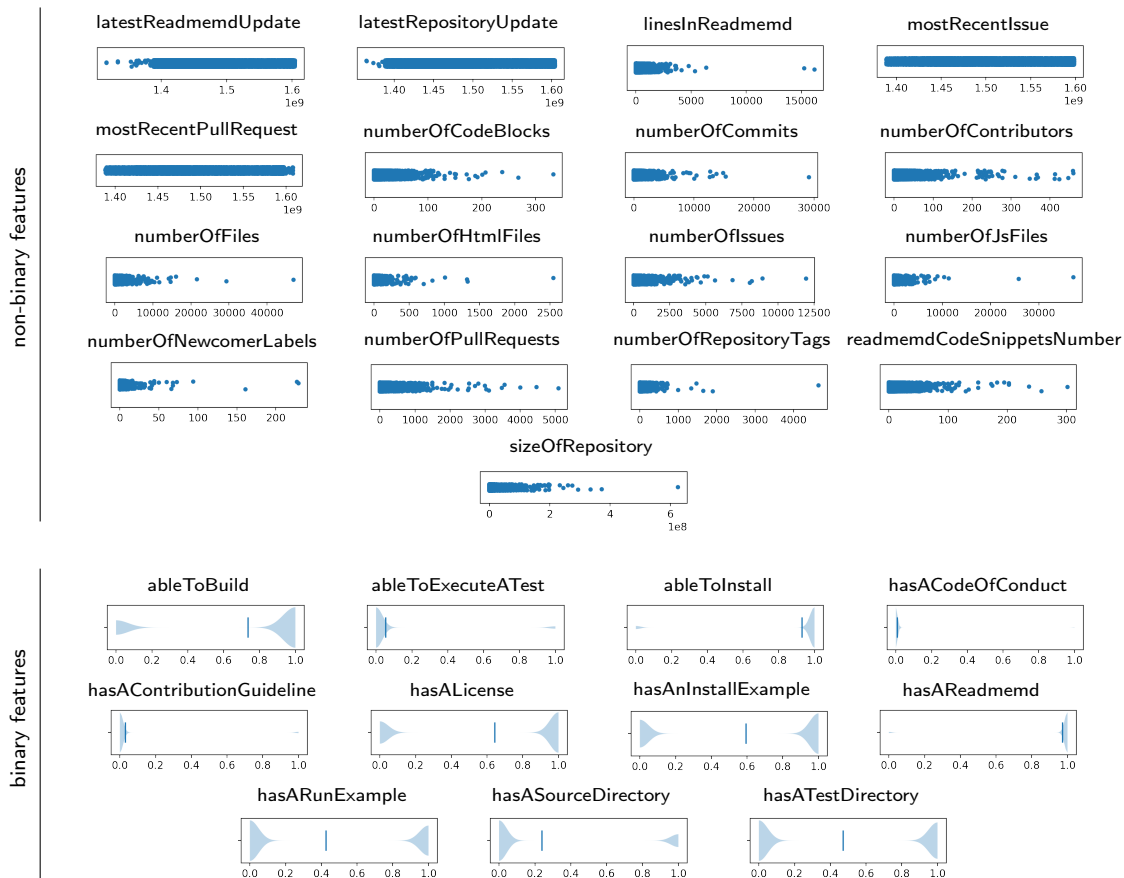 latestReadmemdUpdate latestRepositoryUpdate linesInReadmemd mostRecentIssue
1.4 1.5 1.6 1.40 1.45 1.50 1.55 1.60 0 5000 10000 15000 1.40 1.45 1.50 1.55 1.60
1e9 1e9 1e9
mostRecentPullRequest numberOfCodeBlocks numberOfCommits numberOfContributors
1.40 1.45 1.50 1.55 1.60 0 100 200 300 0 10000 20000 30000 0 200 400
1e9
numberOfFiles numberOfHtmlFiles numberOfIssues numberOfJsFiles
0 10000 20000 40000 0 500 1000 1500 2000 2500 0 2500 5000 7500 10000 12500 0 10000 20000 30000
numberOfNewcomerLabels numberOfPullRequests numberOfRepositoryTags readmemdCodeSnippetsNumber
0 50 100 150 200 0 1000 2000 3000 4000 5000 0 1000 2000 3000 4000 0 100 200 300
sizeOfRepository
0 2 4 6
1e8
non-binary features
ableToBuild ableToExecuteATest ableToInstall hasACodeOfConduct
0.0 0.2 0.4 0.6 0.8 1.0 0.0 0.2 0.4 0.6 0.8 1.0 0.0 0.2 0.4 0.6 0.8 1.0 0.0 0.2 0.4 0.6 0.8 1.0
hasAContributionGuideline hasALicense hasAnInstallExample hasAReadmemd
0.0 0.2 0.4 0.6 0.8 1.0 0.0 0.2 0.4 0.6 0.8 1.0 0.0 0.2 0.4 0.6 0.8 1.0 0.0 0.2 0.4 0.6 0.8 1.0
hasARunExample hasASourceDirectory hasATestDirectory
0.0 0.2 0.4 0.6 0.8 1.0 0.0 0.2 0.4 0.6 0.8 1.0 0.0 0.2 0.4 0.6 0.8 1.0
binary features